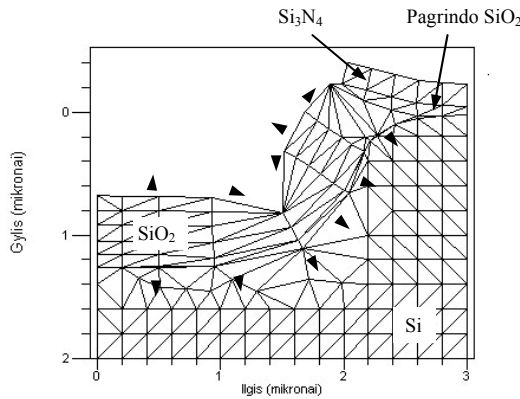 Si₃N₄
Pagrindo SiO₂
0
1
2
Gylis (mikronai)
SiO₂
Si
0
1
2
3
Ilgis (mikronai)